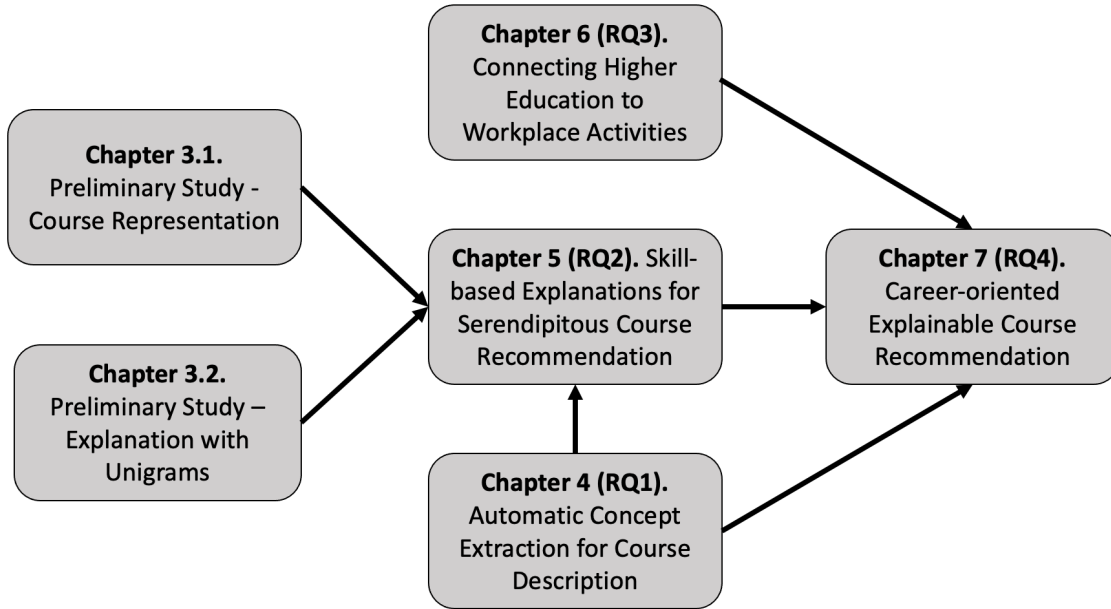 Chapter 6 (RQ3).
Connecting Higher
Education to
Workplace Activities
Chapter 3.1.
Preliminary Study -
Course Representation
Chapter 5 (RQ2). Skill-
based Explanations for
Serendipitous Course
Recommendation
Chapter 7 (RQ4).
Career-oriented
Explainable Course
Recommendation
Chapter 3.2.
Preliminary Study –
Explanation with
Unigrams
Chapter 4 (RQ1).
Automatic Concept
Extraction for Course
Description